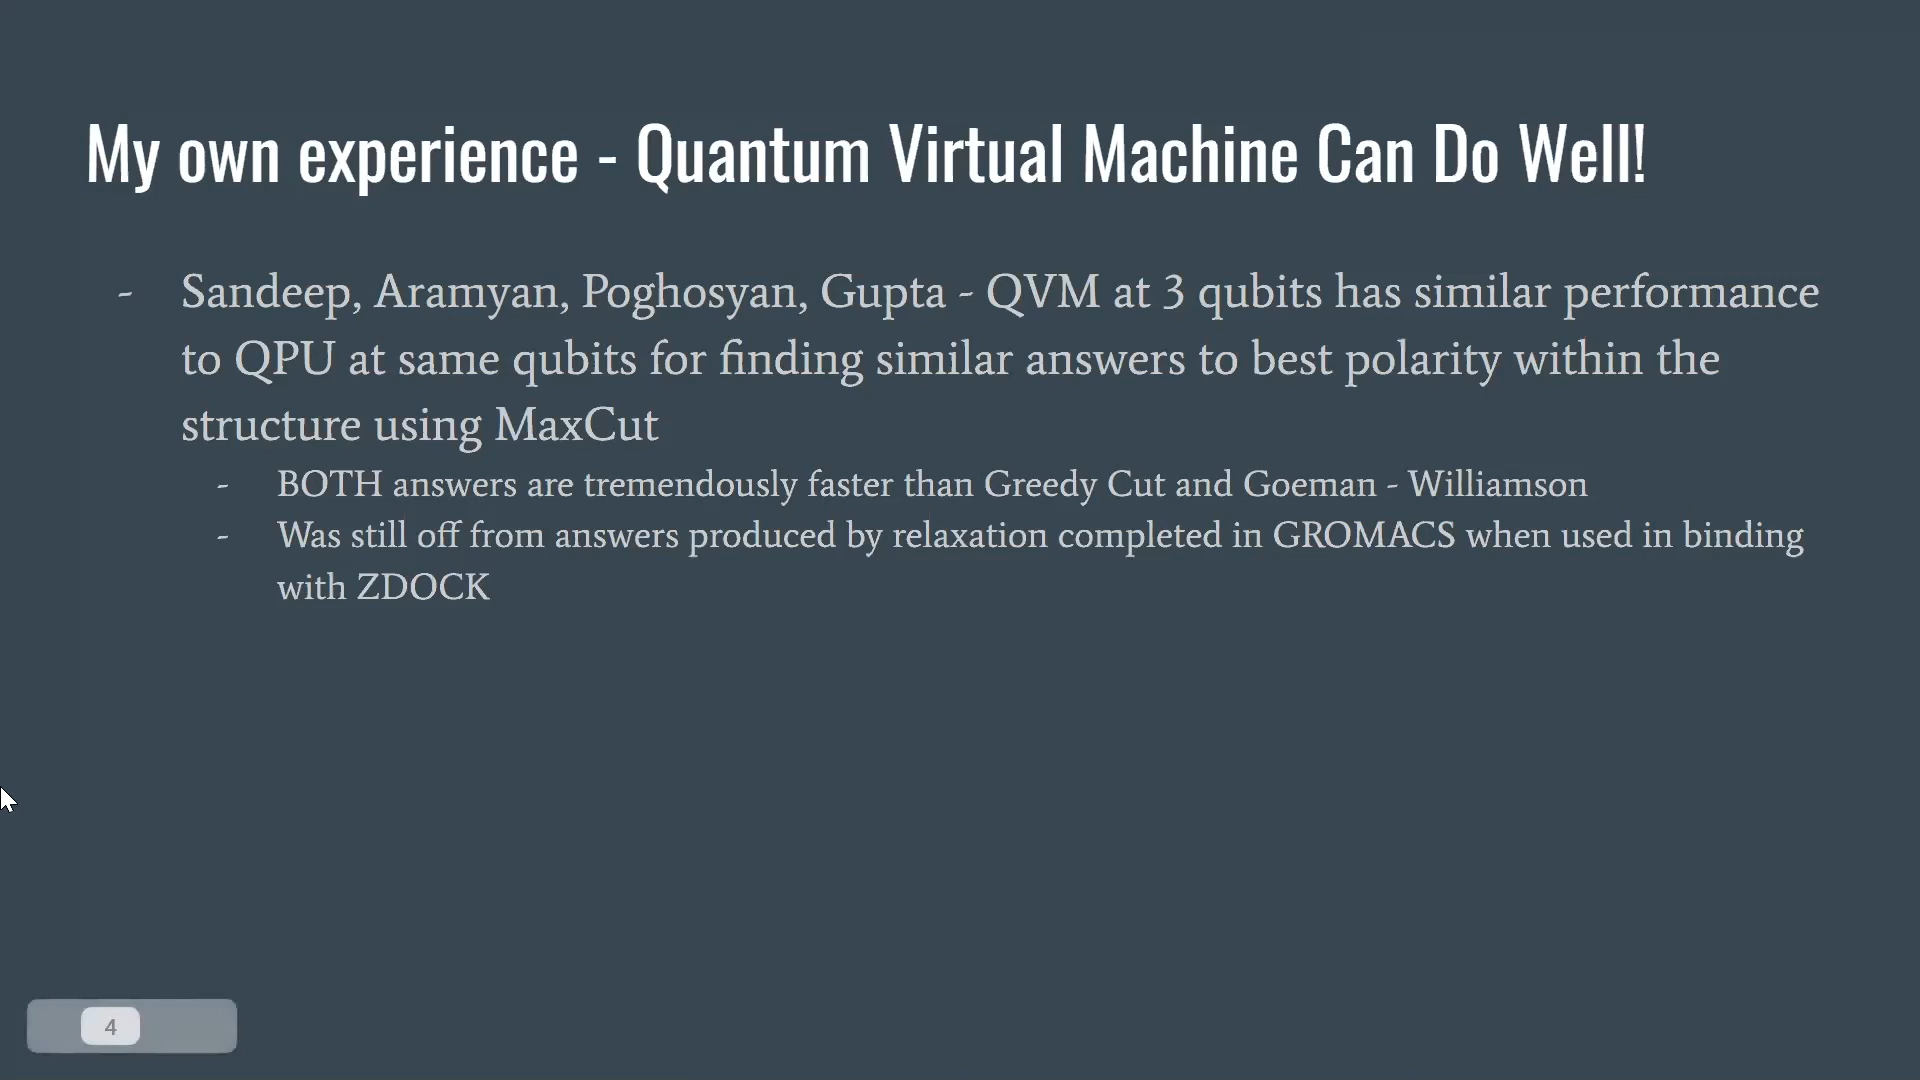 My own experience - Quantum Virtual Machine Can Do Well!
- Sandeep, Aramyan, Poghosyan, Gupta - QVM at 3 qubits has similar performance
to QPU at same qubits for finding similar answers to best polarity within the
structure using MaxCut
- BOTH answers are tremendously faster than Greedy Cut and Goeman - Williamson
- Was still off from answers produced by relaxation completed in GROMACS when used in binding
with ZDOCK
4